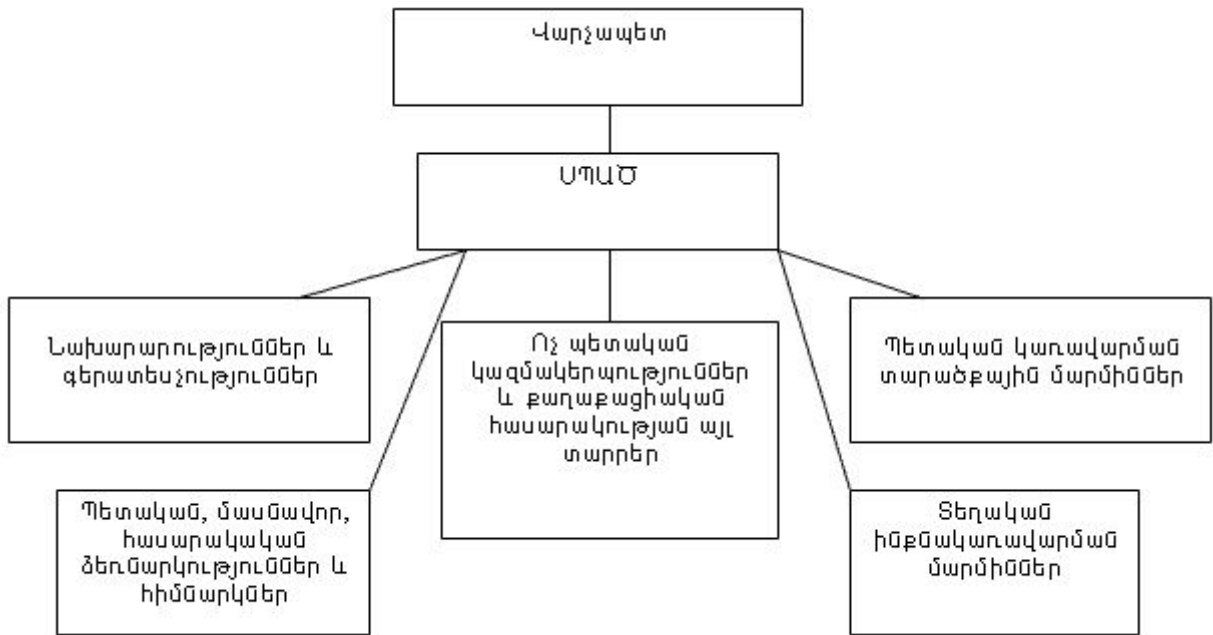 Վարչապետ
ՍՊԱԾ
Նախարարություններ և
գերատեսչություններ
Ոչ պետական
կազմակերպություններ
և քաղաքացիական
հասարակության այլ
տարրեր
Պետական կառավարման
տարածքային մարմիններ
Պետական, մասնավոր,
հասարակական
ձեռնարկություններ և
հիմնարկներ
Տեղական
ինքնակառավարման
մարմիններ